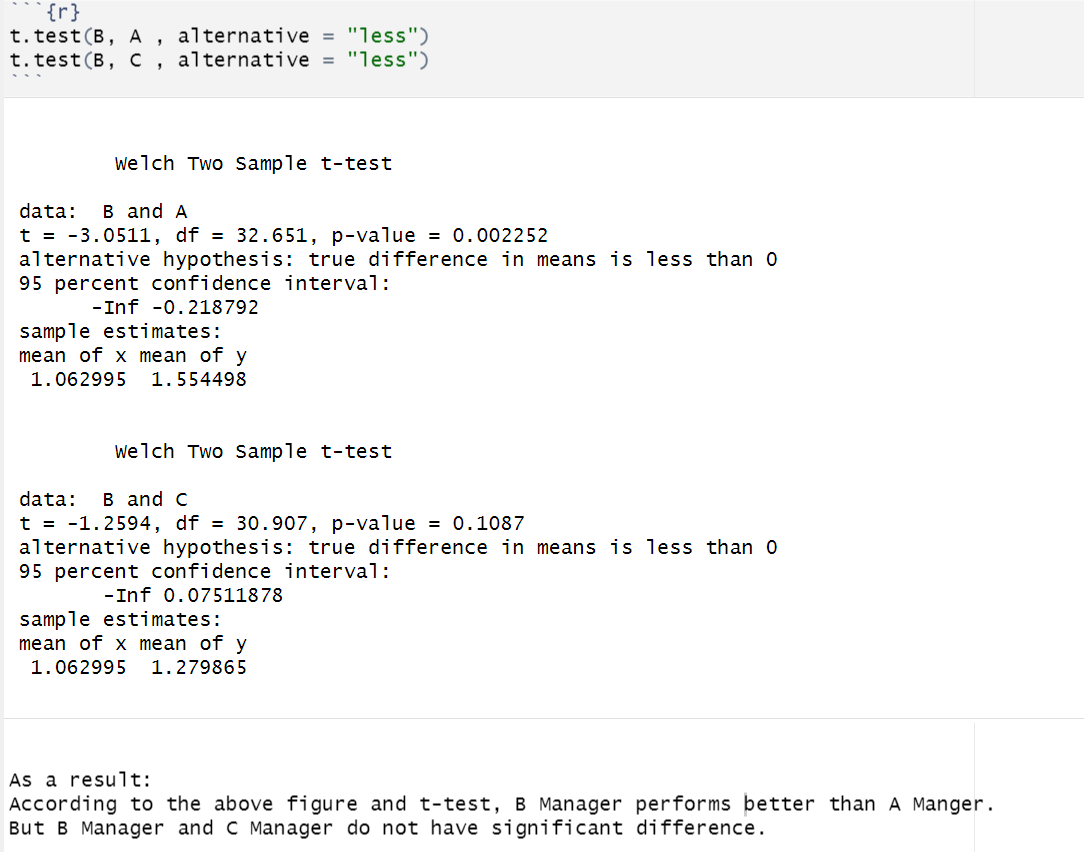 ```{r}
t.test(B, A , alternative = "less")
t.test(B, C , alternative = "less")
```
Welch Two Sample t-test
data:  B and A
t = -3.0511, df = 32.651, p-value = 0.002252
alternative hypothesis: true difference in means is less than 0
95 percent confidence interval:
-Inf -0.218792
sample estimates:
mean of x mean of y
1.062995  1.554498
Welch Two Sample t-test
data:  B and C
t = -1.2594, df = 30.907, p-value = 0.1087
alternative hypothesis: true difference in means is less than 0
95 percent confidence interval:
-Inf 0.07511878
sample estimates:
mean of x mean of y
1.062995  1.279865
As a result:
According to the above figure and t-test, B Manager performs better than A Manger.
But B Manager and C Manager do not have significant difference.